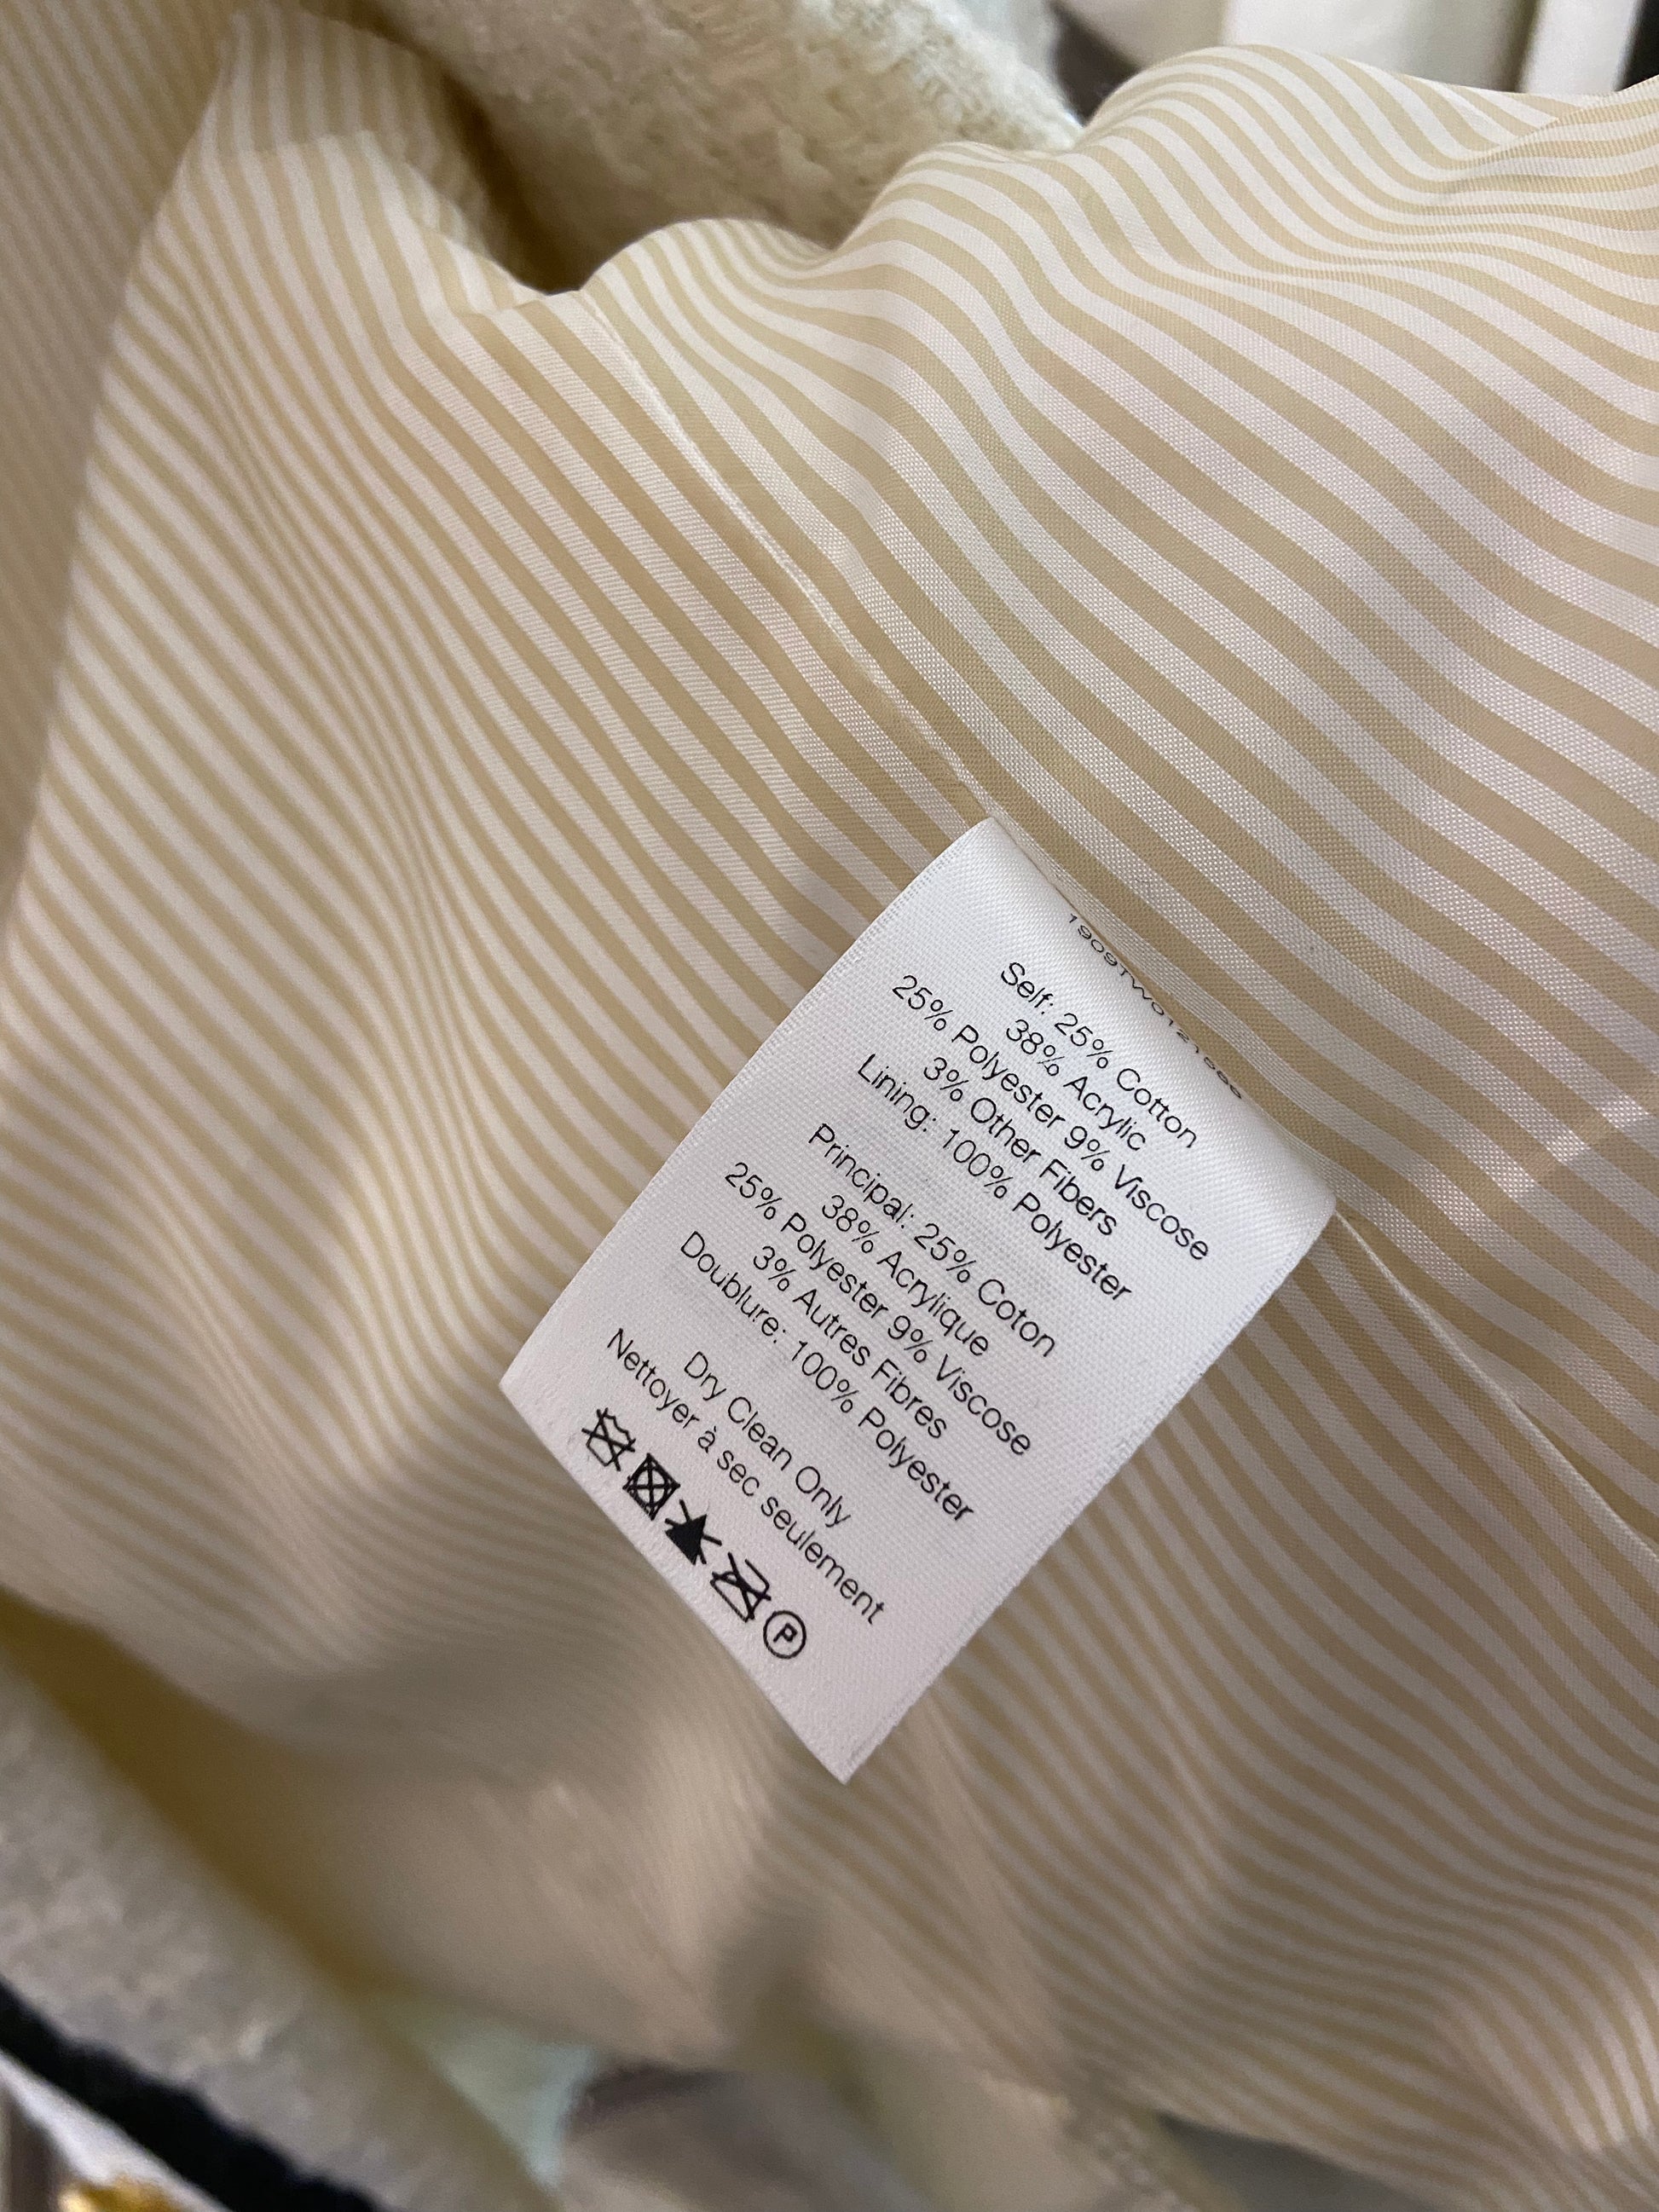 Self: 25% Cotton
38% Acrylic
25% Polyester 9% Viscose
3% Other Fibers
Lining: 100% Polyester
Principal: 25% Coton
38% Acrylique
25% Polyester 9% Viscose
3% Autres Fibres
Doublure: 100% Polyester
Dry Clean Only
Nettoyer à sec seulement
P